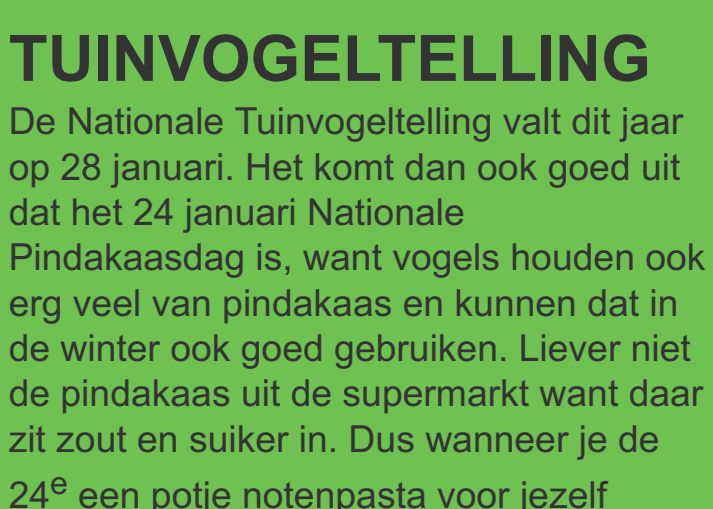 TUINVOGELTELLING
De Nationale Tuinvogeltelling valt dit jaar
op 28 januari. Het komt dan ook goed uit
dat het 24 januari Nationale
Pindakaasdag is, want vogels houden ook
erg veel van pindakaas en kunnen dat in
de winter ook goed gebruiken. Liever niet
de pindakaas uit de supermarkt want daar
zit zout en suiker in. Dus wanneer je de
24e een potje notenpasta voor jezelf